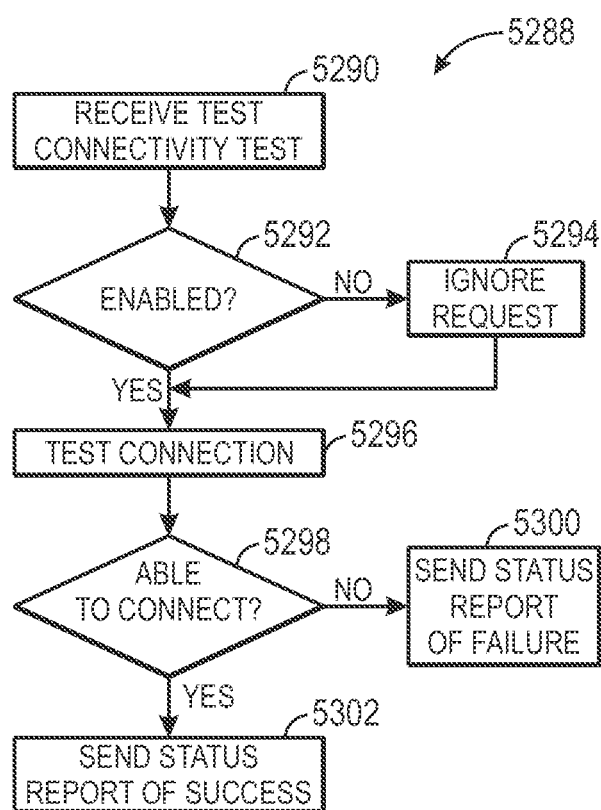 5288
5290
RECEIVE TEST
CONNECTIVITY TEST
5292
ENABLED?
NO
5294
IGNORE
REQUEST
YES
TEST CONNECTION
5296
5298
ABLE
TO CONNECT?
NO
5300
SEND STATUS
REPORT
OF FAILURE
YES
5302
SEND STATUS
REPORT OF SUCCESS